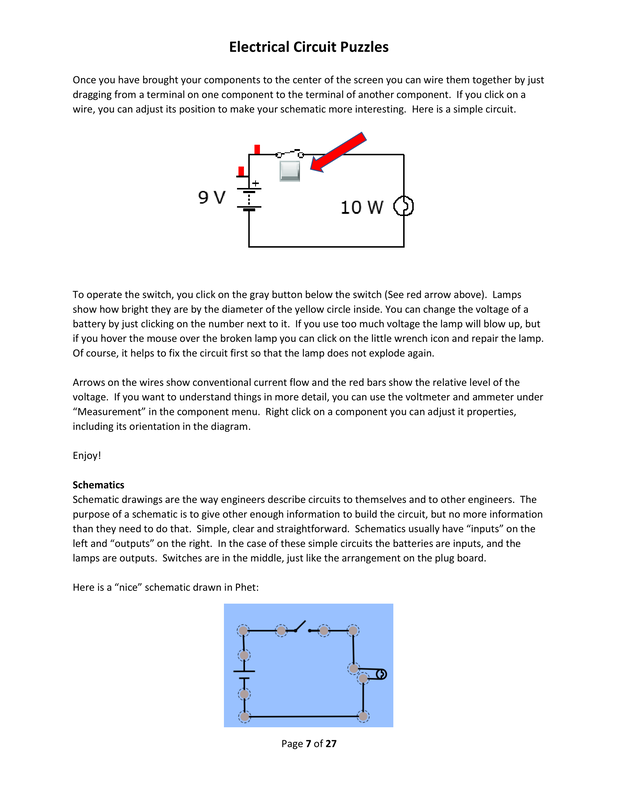 Electrical Circuit Puzzles
Once you have brought your components to the center of the screen you can wire them together by just
dragging from a terminal on one component to the terminal of another component.  If you click on a
wire, you can adjust its position to make your schematic more interesting.  Here is a simple circuit.
+
9 V
10 W
To operate the switch, you click on the gray button below the switch (See red arrow above).  Lamps
show how bright they are by the diameter of the yellow circle inside. You can change the voltage of a
battery by just clicking on the number next to it.  If you use too much voltage the lamp will blow up, but
if you hover the mouse over the broken lamp you can click on the little wrench icon and repair the lamp.
Of course, it helps to fix the circuit first so that the lamp does not explode again.
Arrows on the wires show conventional current flow and the red bars show the relative level of the
voltage.  If you want to understand things in more detail, you can use the voltmeter and ammeter under
“Measurement” in the component menu.  Right click on a component you can adjust it properties,
including its orientation in the diagram.
Enjoy!
Schematics
Schematic drawings are the way engineers describe circuits to themselves and to other engineers.  The
purpose of a schematic is to give other enough information to build the circuit, but no more information
than they need to do that.  Simple, clear and straightforward.  Schematics usually have “inputs” on the
left and “outputs” on the right.  In the case of these simple circuits the batteries are inputs, and the
lamps are outputs.  Switches are in the middle, just like the arrangement on the plug board.
Here is a “nice” schematic drawn in Phet:
Page 7 of 27